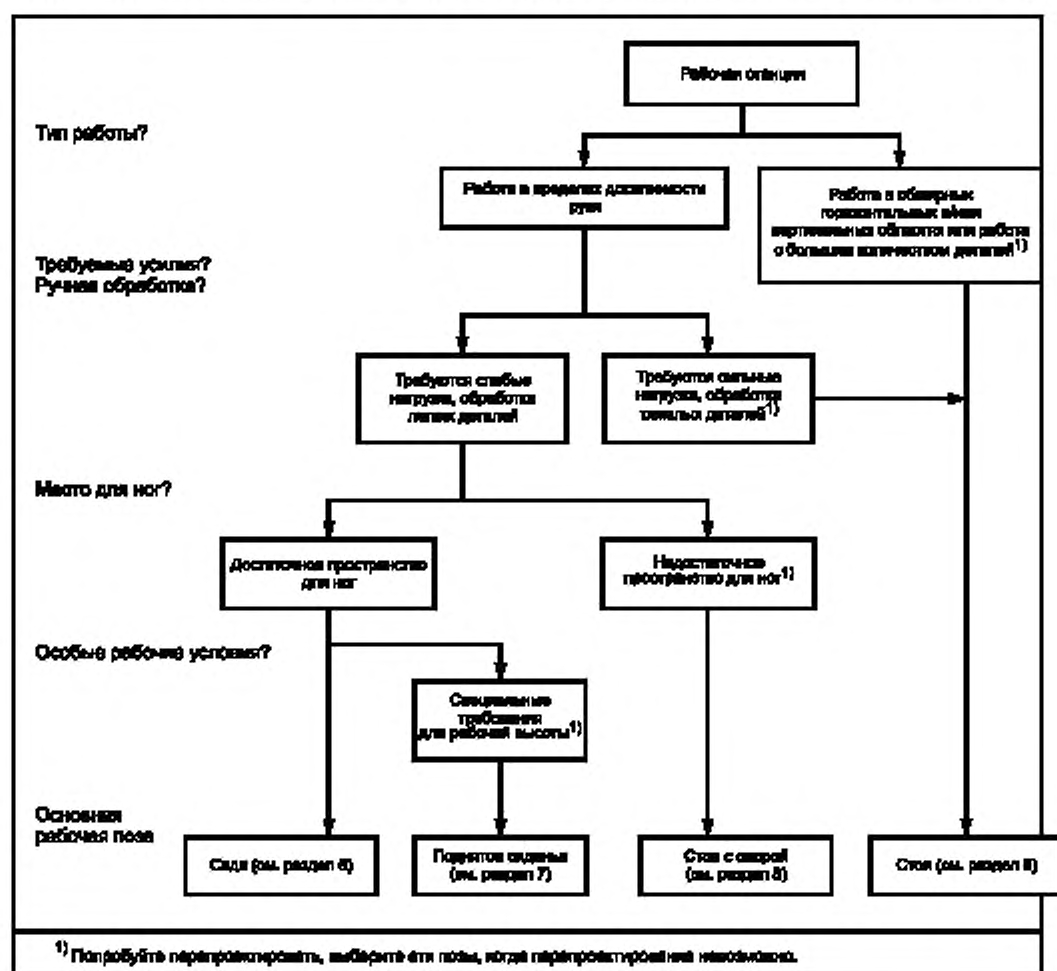 Рабочая станция
Тип работы?
Работа в пределах досягаемости
руки
Работа в обширных
горизонтальных и/или
вертикальных областях или работа
с большим количеством деталей1)
Требуемые усилия?
Ручная обработка?
Требуются слабые
нагрузки, обработка
легких деталей
Требуются сильные
нагрузки, обработка
тяжелых деталей1)
Место для ног?
Достаточное пространство
для ног
Недостаточное
пространство для ног1)
Особые рабочие условия?
Специальные
требования
для рабочей высоты1)
Основная
рабочая поза
Сидя (см. раздел 6)
Поднятое сиденье
(см. раздел 7)
Стоя с опорой
(см. раздел 8)
Стоя (см. раздел)
1) Попробуйте перепроектировать, выберите эти позы, когда перепроектирование невозможно.